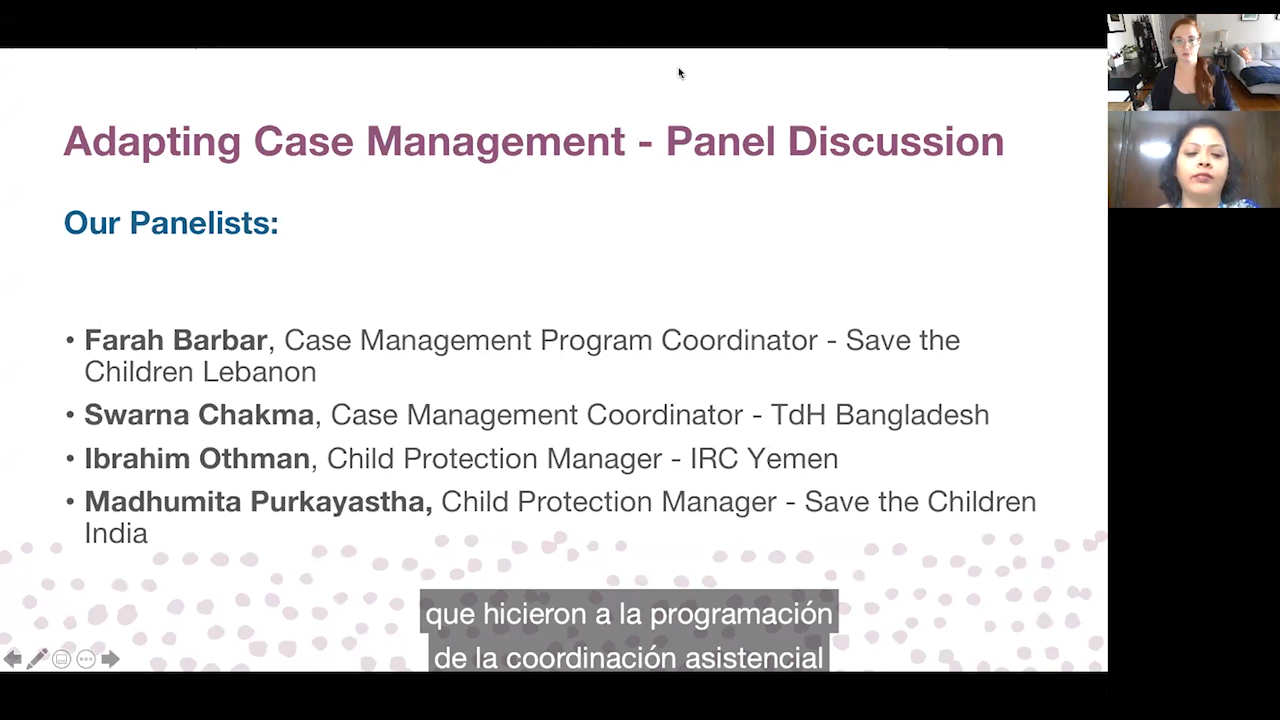 Adapting Case Management - Panel Discussion
Our Panelists:
• Farah Barbar, Case Management Program Coordinator - Save the
Children Lebanon
• Swarna Chakma, Case Management Coordinator - TdH Bangladesh
• Ibrahim Othman, Child Protection Manager - IRC Yemen
• Madhumita Purkayastha, Child Protection Manager - Save the Children
India
que hicieron a la programación
de la coordinación asistencial